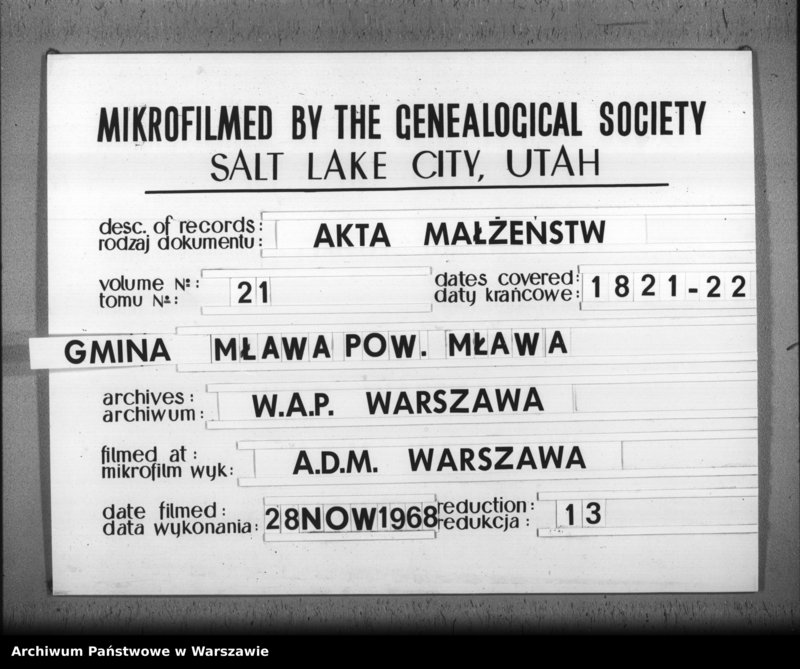 MIKROFILMED BY THE GENEALOGICAL SOCIETY
SALT LAKE CITY, UTAH
desc. of records:
rodzaj dokumentu:
AKTA MAŁŻEŃSTW
volume №:
tomu №:
21
dates covered:
daty krańcowe:
1821-22
GMINA MŁAWA POW. MŁAWA
archives:
archiwum:
W.A.P. WARSZAWA
filmed at:
mikrofilm wyk:
A.D.M. WARSZAWA
date filmed:
data wykonania:
28NOW1968
reduction:
redukcja:
13
Archiwum Państwowe w Warszawie